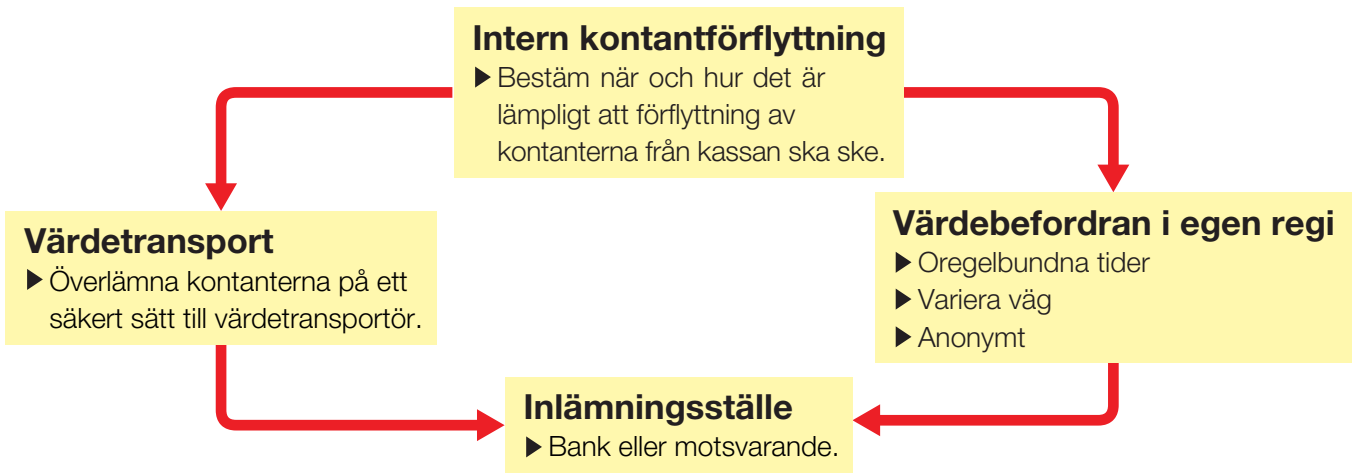 Intern kontantförflyttning
▶ Bestäm när och hur det är
lämpligt att förflyttning av
kontanterna från kassan ska ske.
Värdetransport
▶ Överlämna kontanterna på ett
säkert sätt till värdetransportör.
Värdebefordran i egen regi
▶ Oregelbundna tider
▶ Variera väg
▶ Anonymt
Inlämningsställe
▶ Bank eller motsvarande.